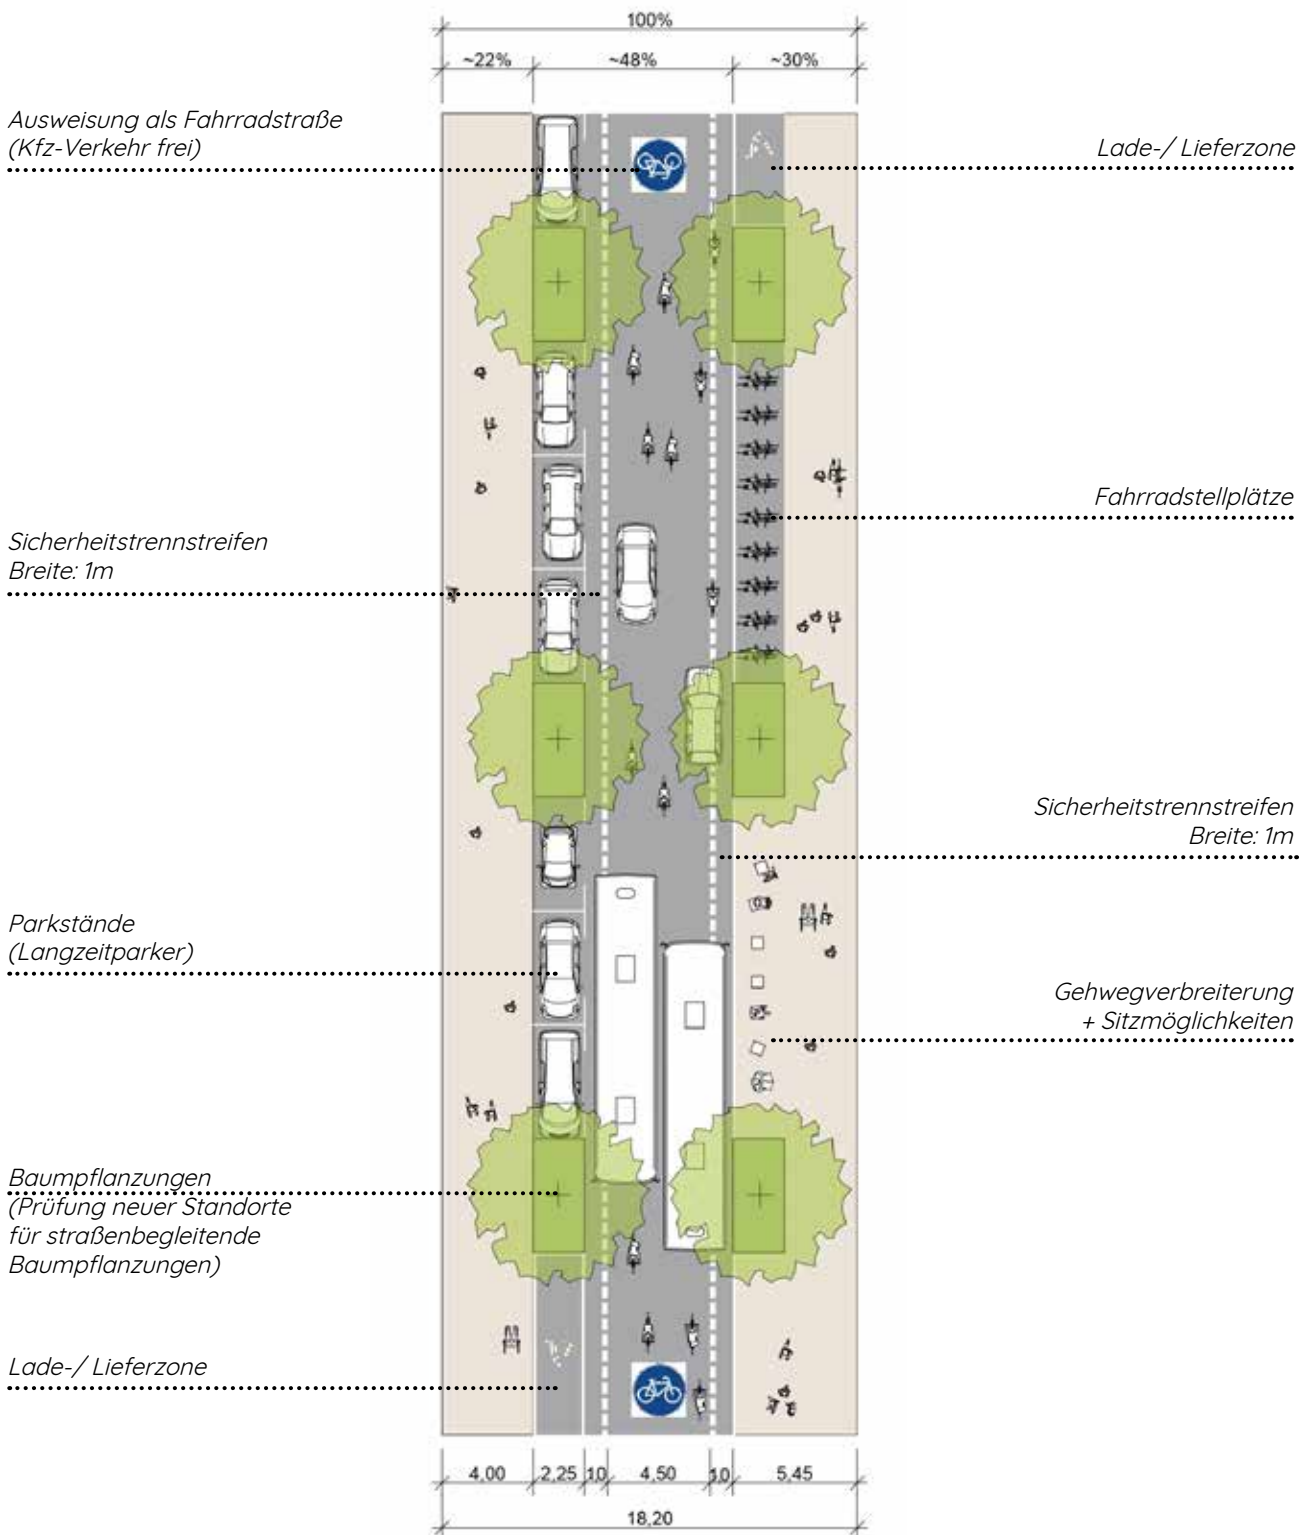 100%
~22%
~48%
~30%
Ausweisung als Fahrradstraße
(Kfz-Verkehr frei)
Lade-/ Lieferzone
Fahrradstellplätze
Sicherheitstrennstreifen
Breite: 1m
Sicherheitstrennstreifen
Breite: 1m
Parkstände
(Langzeitparker)
Gehwegverbreiterung
+ Sitzmöglichkeiten
Baumpflanzungen
(Prüfung neuer Standorte
für straßenbegleitende
Baumpflanzungen)
Lade-/ Lieferzone
4,00
2,25
1,0
4,50
1,0
5,45
18,20